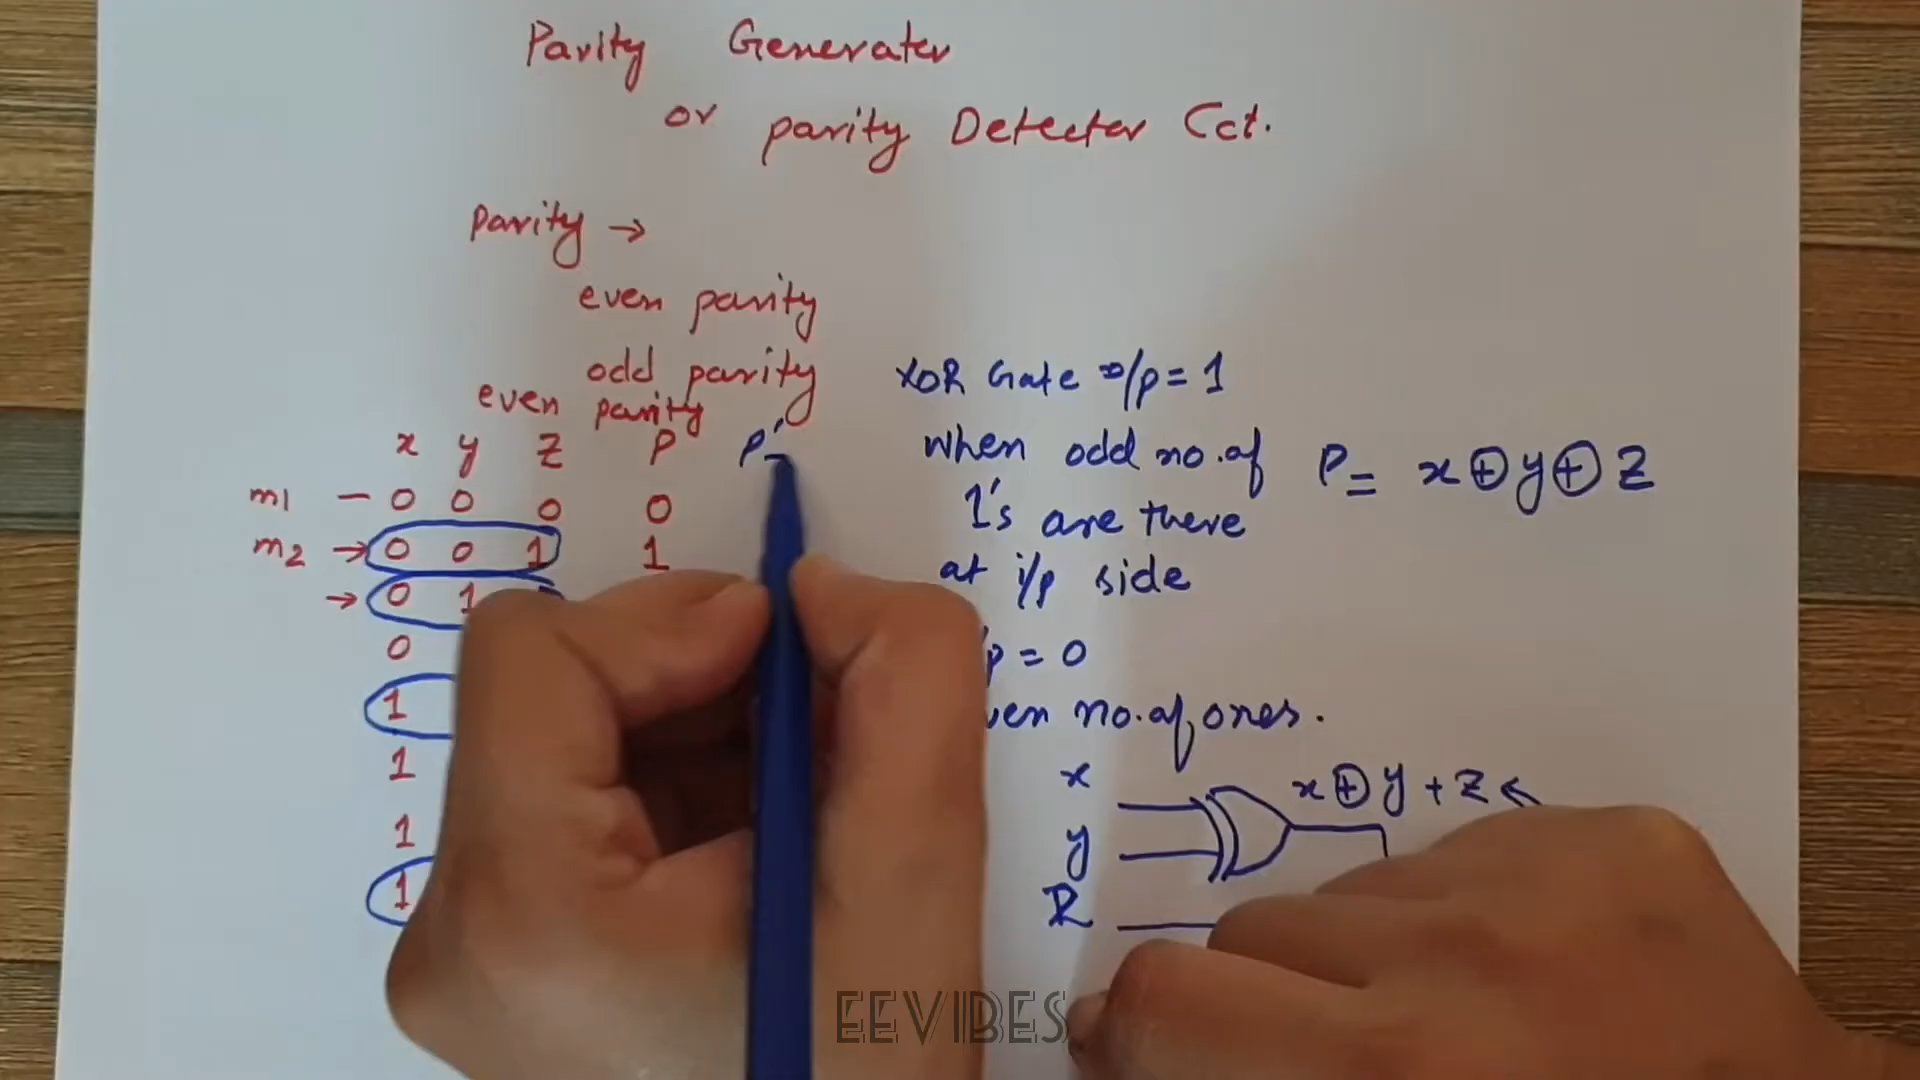 Parity Generater
or parity Detecter Cct.
parity →
even parity
odd parity
even parity
x y z P P'
m1 – 0 0 0 0
m2 → 0 0 1 1
→ 0 1
0
1
1
1
1
XOR Gate o/p = 1
when odd no. of
1's are there
at i/p side
p = 0
no. of ones.
P = x ⊕ y ⊕ z
x
y
x ⊕ y + z ←
EEVIBES